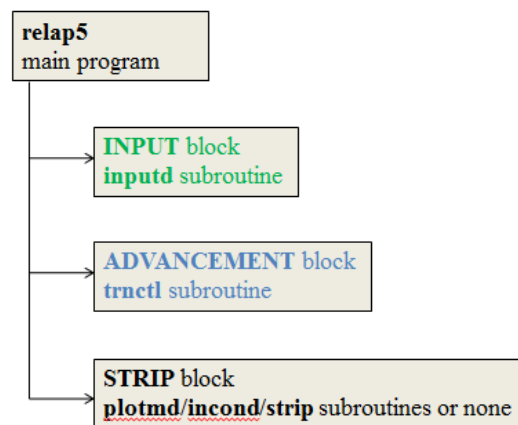 relap5
main program
INPUT block
inputd subroutine
ADVANCEMENT block
trnctl subroutine
STRIP block
plotmd/incond/strip subroutines or none